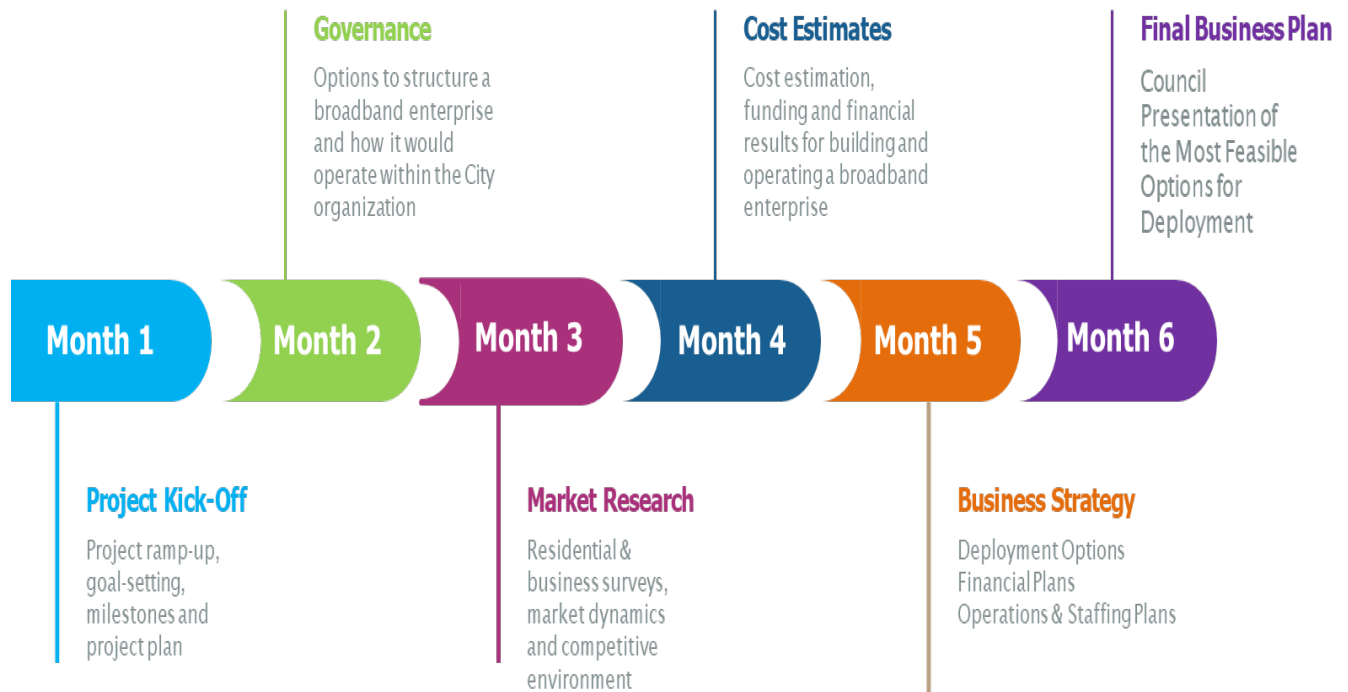 Governance
Options to structure a
broadband enterprise
and how it would
operate within the City
organization
Cost Estimates
Cost estimation,
funding and financial
results for building and
operating a broadband
enterprise
Final Business Plan
Council
Presentation of
the Most Feasible
Options for
Deployment
Month 1
Month 2
Month 3
Month 4
Month 5
Month 6
Project Kick-Off
Project ramp-up,
goal-setting,
milestones and
project plan
Market Research
Residential &
business surveys,
market dynamics
and competitive
environment
Business Strategy
Deployment Options
Financial Plans
Operations & Staffing Plans